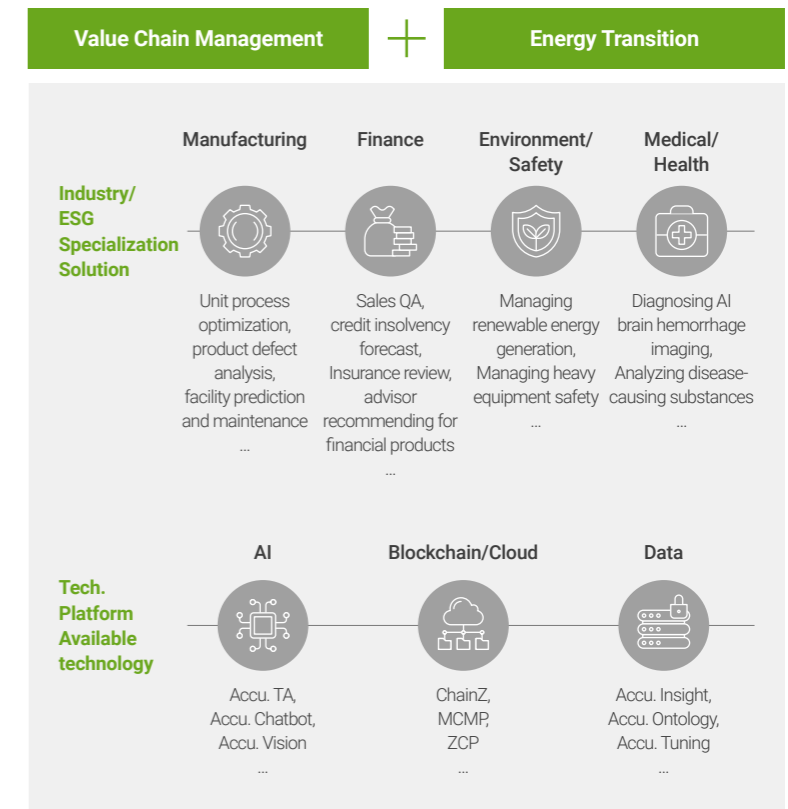 Value Chain Management
Energy Transition
Industry/
ESG
Specialization
Solution
Manufacturing
Unit process
optimization,
product defect
analysis,
facility prediction
and maintenance
...
Finance
Sales QA,
credit insolvency
forecast,
Insurance review,
advisor
recommending for
financial products
...
Environment/
Safety
Managing
renewable energy
generation,
Managing heavy
equipment safety
...
Medical/
Health
Diagnosing AI
brain hemorrhage
imaging,
Analyzing disease-
causing substances
...
Tech.
Platform
Available
technology
AI
Accu. TA,
Accu. Chatbot,
Accu. Vision
...
Blockchain/Cloud
ChainZ,
MCMP,
ZCP
...
Data
Accu. Insight,
Accu. Ontology,
Accu. Tuning
...